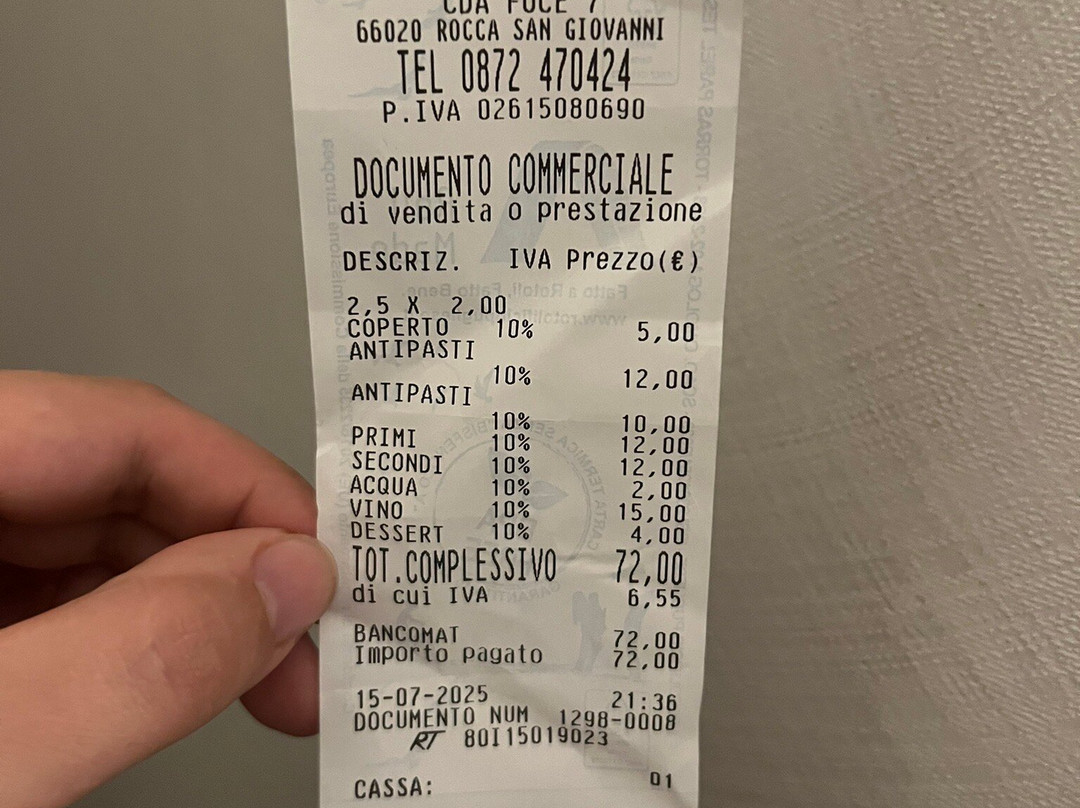 CDA FOCE 7
66020 ROCCA SAN GIOVANNI
TEL 0872 470424
P.IVA 02615080690
DOCUMENTO COMMERCIALE
di vendita o prestazione
DESCRIZ. IVA Prezzo(€)
2,5 X 2,00
COPERTO 10% 5,00
ANTIPASTI
10% 12,00
ANTIPASTI
10% 10,00
PRIMI 10% 12,00
SECONDI 10% 12,00
ACQUA 10% 2,00
VINO 10% 15,00
DESSERT 10% 4,00
TOT.COMPLESSIVO 72,00
di cui IVA 6,55
BANCOMAT 72,00
Importo pagato 72,00
15-07-2025 21:36
DOCUMENTO NUM 1298-0008
RT 80I15019023
CASSA: 01